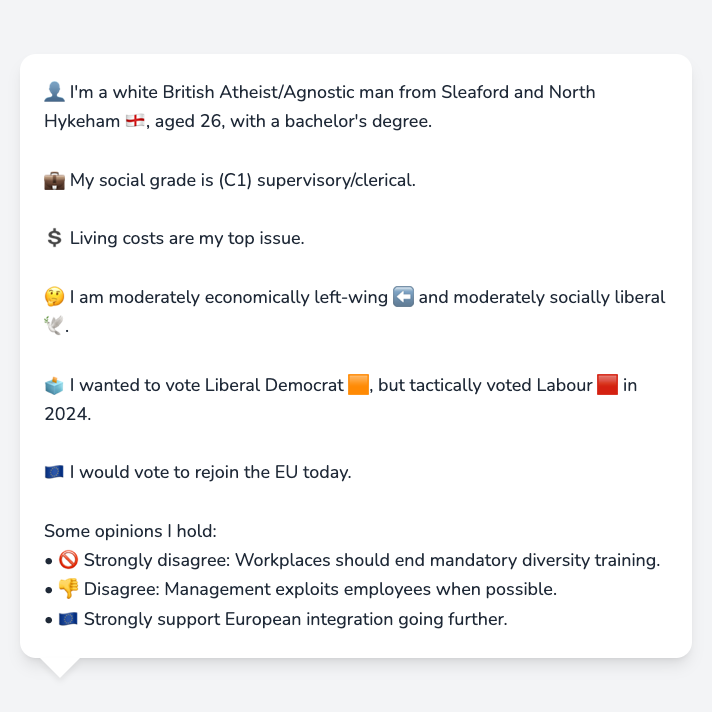 👤 I'm a white British Atheist/Agnostic man from Sleaford and North
Hykeham 🏴󠁧󠁢󠁥󠁮󠁧󠁿, aged 26, with a bachelor's degree.
💼 My social grade is (C1) supervisory/clerical.
💲 Living costs are my top issue.
🤔 I am moderately economically left-wing ⬅️ and moderately socially liberal
🕊️.
🗳️ I wanted to vote Liberal Democrat 🟧, but tactically voted Labour 🟥 in
2024.
🇪🇺 I would vote to rejoin the EU today.
Some opinions I hold:
• 🚫 Strongly disagree: Workplaces should end mandatory diversity training.
• 👎 Disagree: Management exploits employees when possible.
• 🇪🇺 Strongly support European integration going further.